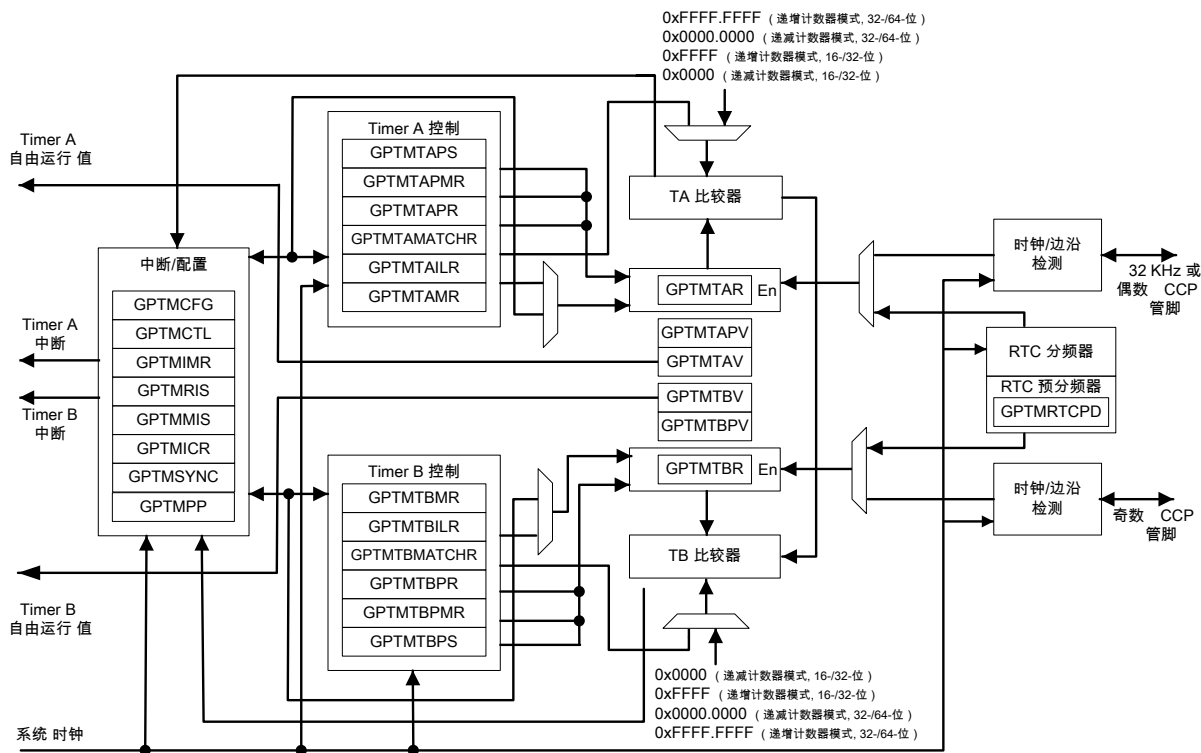 0xFFFF.FFFF（递增计数器模式, 32-/64-位）
0x0000.0000（递减计数器模式, 32-/64-位）
0xFFFF（递增计数器模式, 16-/32-位）
0x0000（递减计数器模式, 16-/32-位）
Timer A
自由运行 值
Timer A 控制
GPTMTAPS
GPTMTAPMR
GPTMTAPR
GPTMTAMATCHR
GPTMTAILR
GPTMTAMR
TA 比较器
GPTMTAR
En
GPTMTAPV
GPTMTAV
GPTMTBV
GPTMTBPV
GPTMTBR
En
TB 比较器
中断/配置
GPTMCFG
GPTMCTL
GPTMIMR
GPTMRIS
GPTMMIS
GPTMICR
GPTMSYNC
GPTMPP
Timer A
中断
Timer B
中断
Timer B 控制
GPTMTBMR
GPTMTBILR
GPTMTBMATCHR
GPTMTBPR
GPTMTBPMR
GPTMTBPS
时钟/边沿
检测
32 KHz 或
偶数 CCP
管脚
RTC 分频器
RTC 预分频器
GPTMRTCPD
时钟/边沿
检测
奇数 CCP
管脚
Timer B
自由运行 值
0x0000（递减计数器模式, 16-/32-位）
0xFFFF（递增计数器模式, 16-/32-位）
0x0000.0000（递减计数器模式, 32-/64-位）
0xFFFF.FFFF（递增计数器模式, 32-/64-位）
系统 时钟